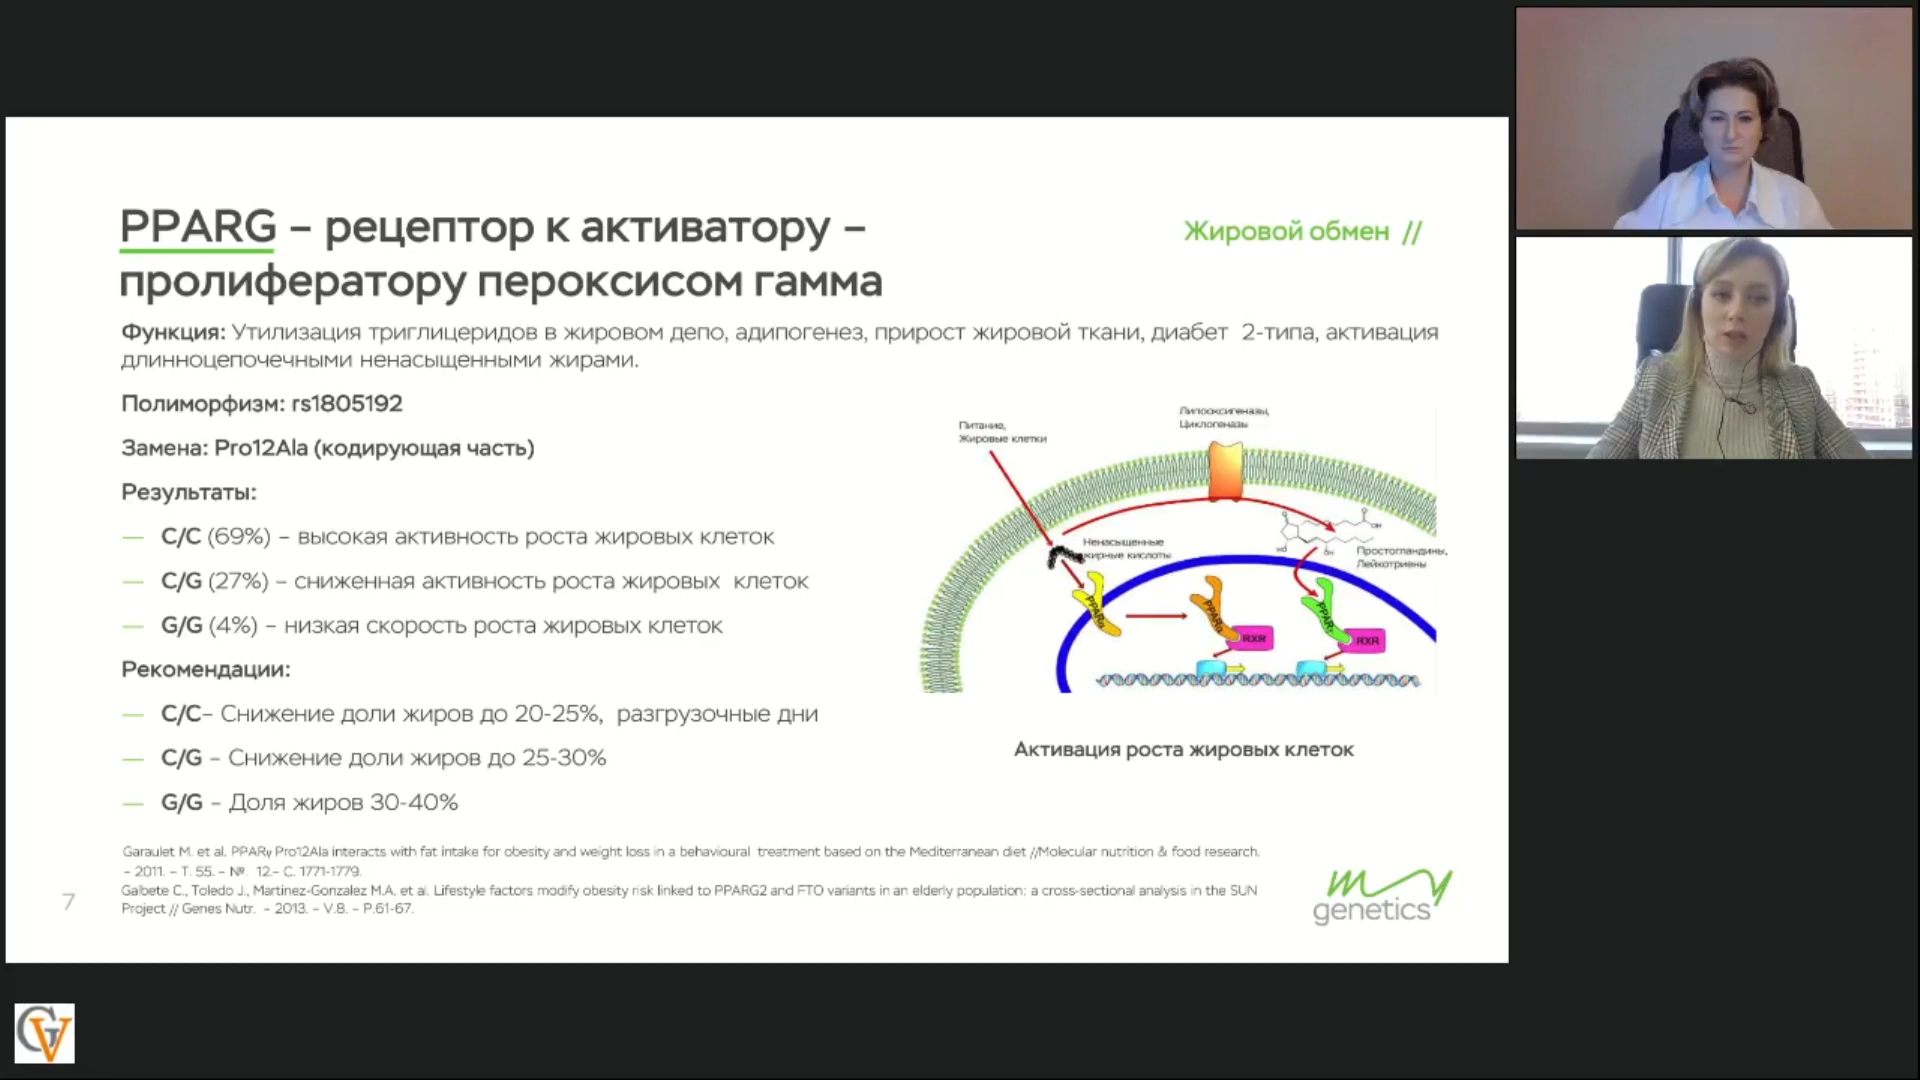 PPARG – рецептор к активатору –
пролифератору пероксисом гамма
Жировой обмен //
Функция: Утилизация триглицеридов в жировом депо, адипогенез, прирост жировой ткани, диабет 2-типа, активация
длинноцепочечными ненасыщенными жирами.
Полиморфизм: rs1805192
Замена: Pro12Ala (кодирующая часть)
Результаты:
— C/C (69%) – высокая активность роста жировых клеток
— C/G (27%) – сниженная активность роста жировых клеток
— G/G (4%) – низкая скорость роста жировых клеток
Рекомендации:
— C/C– Снижение доли жиров до 20-25%, разгрузочные дни
— C/G – Снижение доли жиров до 25-30%
— G/G – Доля жиров 30-40%
Питание,
Жировые клетки
Липооксигеназы,
Циклогеназы
Ненасыщенные
жирные кислоты
Простогландины,
Лейкотриены
PPARα
PPARα
RXR
PPARγ
RXR
Активация роста жировых клеток
Garaulet M. et al. PPARγ Pro12Ala interacts with fat intake for obesity and weight loss in a behavioural treatment based on the Mediterranean diet //Molecular nutrition & food research.
– 2011. – Т. 55. – №. 12.– С. 1771-1779.
Galbete C., Toledo J., Martinez-Gonzalez M.A. et al. Lifestyle factors modify obesity risk linked to PPARG2 and FTO variants in an elderly population: a cross-sectional analysis in the SUN
Project // Genes Nutr. – 2013. – V.8. – P.61-67.
7
my
genetics
GV